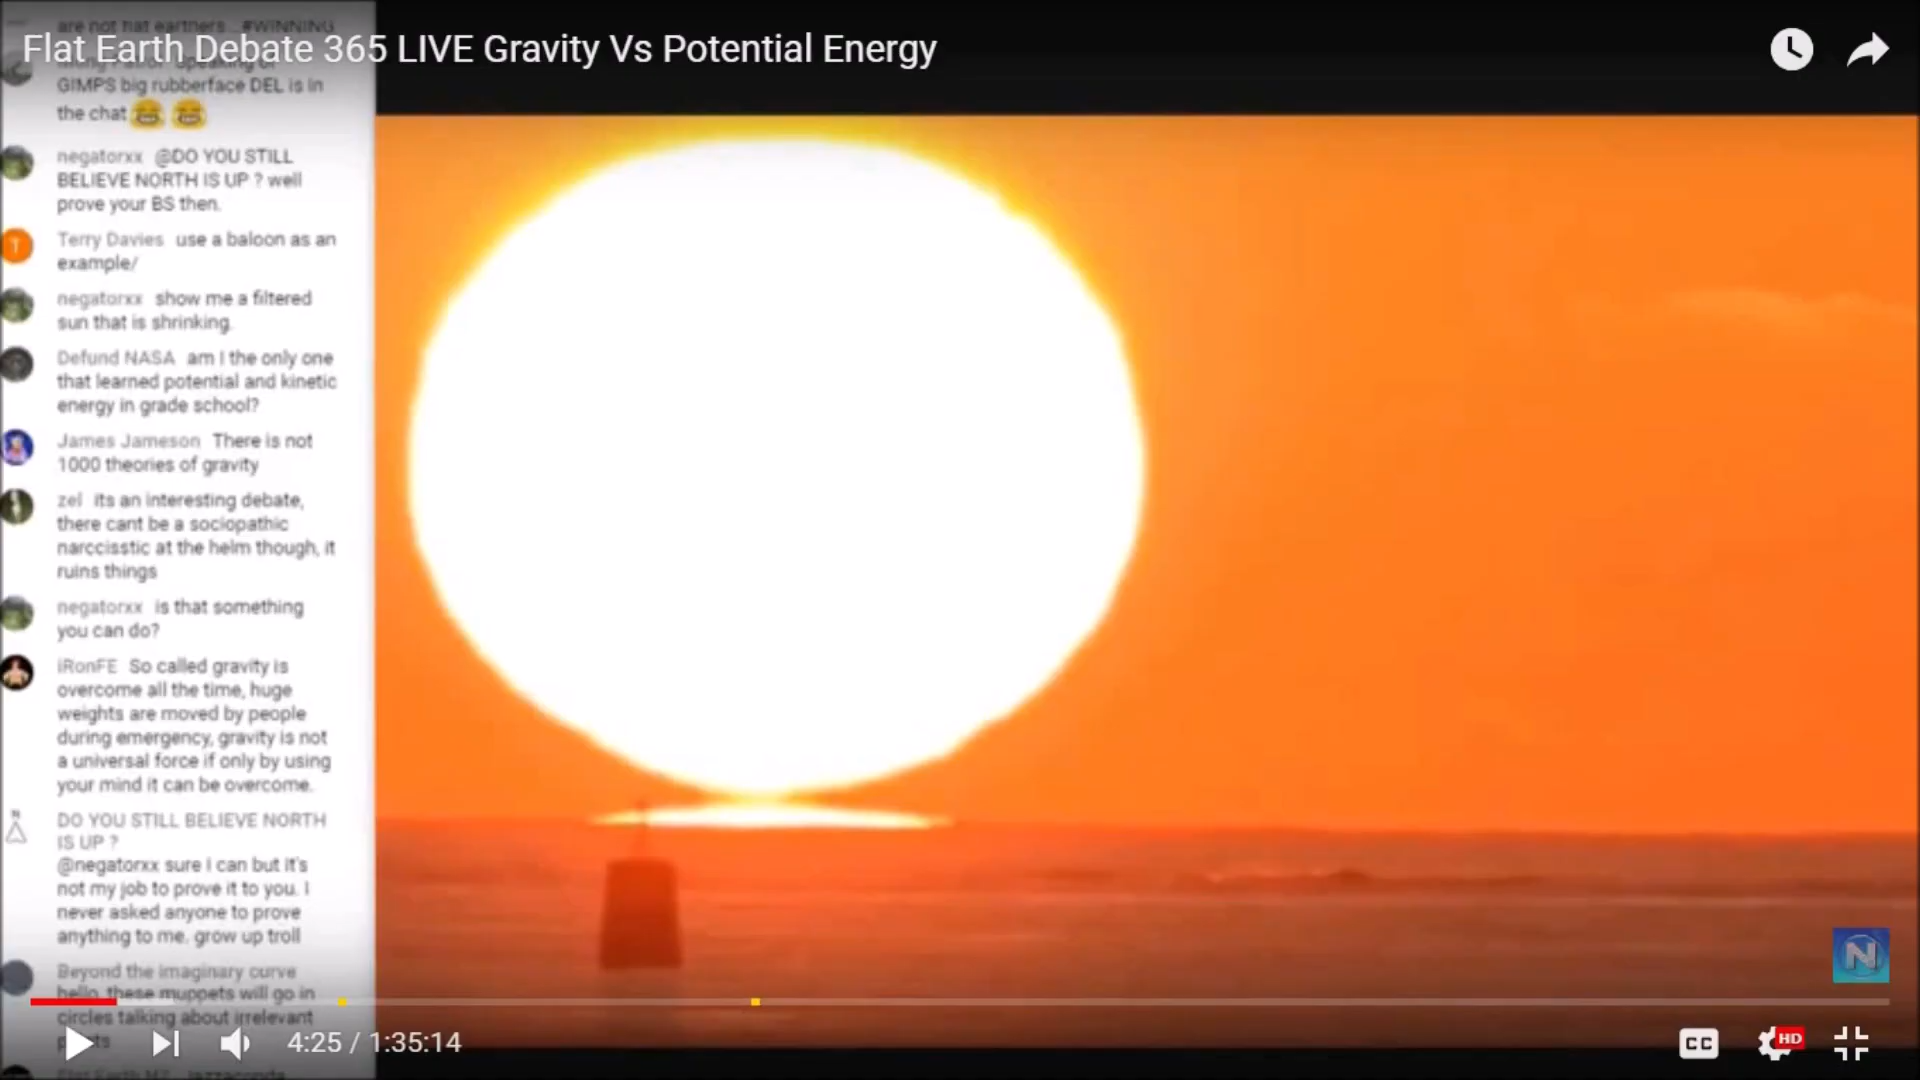 are not flat earthers...#WINNING
Flat Earth Debate 365 LIVE Gravity Vs Potential Energy
GIMPS big rubberface DEL is in
the chat
negatorxx @DO YOU STILL
BELIEVE NORTH IS UP ? well
prove your BS then.
T
Terry Davies use a baloon as an
example/
negatorxx show me a filtered
sun that is shrinking.
Defund NASA am I the only one
that learned potential and kinetic
energy in grade school?
James Jameson There is not
1000 theories of gravity
zel its an interesting debate,
there cant be a sociopathic
narccisstic at the helm though, it
ruins things
negatorxx is that something
you can do?
iRonFE So called gravity is
overcome all the time, huge
weights are moved by people
during emergency, gravity is not
a universal force if only by using
your mind it can be overcome.
N
DO YOU STILL BELIEVE NORTH
IS UP ?
@negatorxx sure I can but it's
not my job to prove it to you. I
never asked anyone to prove
anything to me. grow up troll
N
Beyond the imaginary curve
hello, these muppets will go in
circles talking about irrelevant
4:25 / 1:35:14
CC
HD